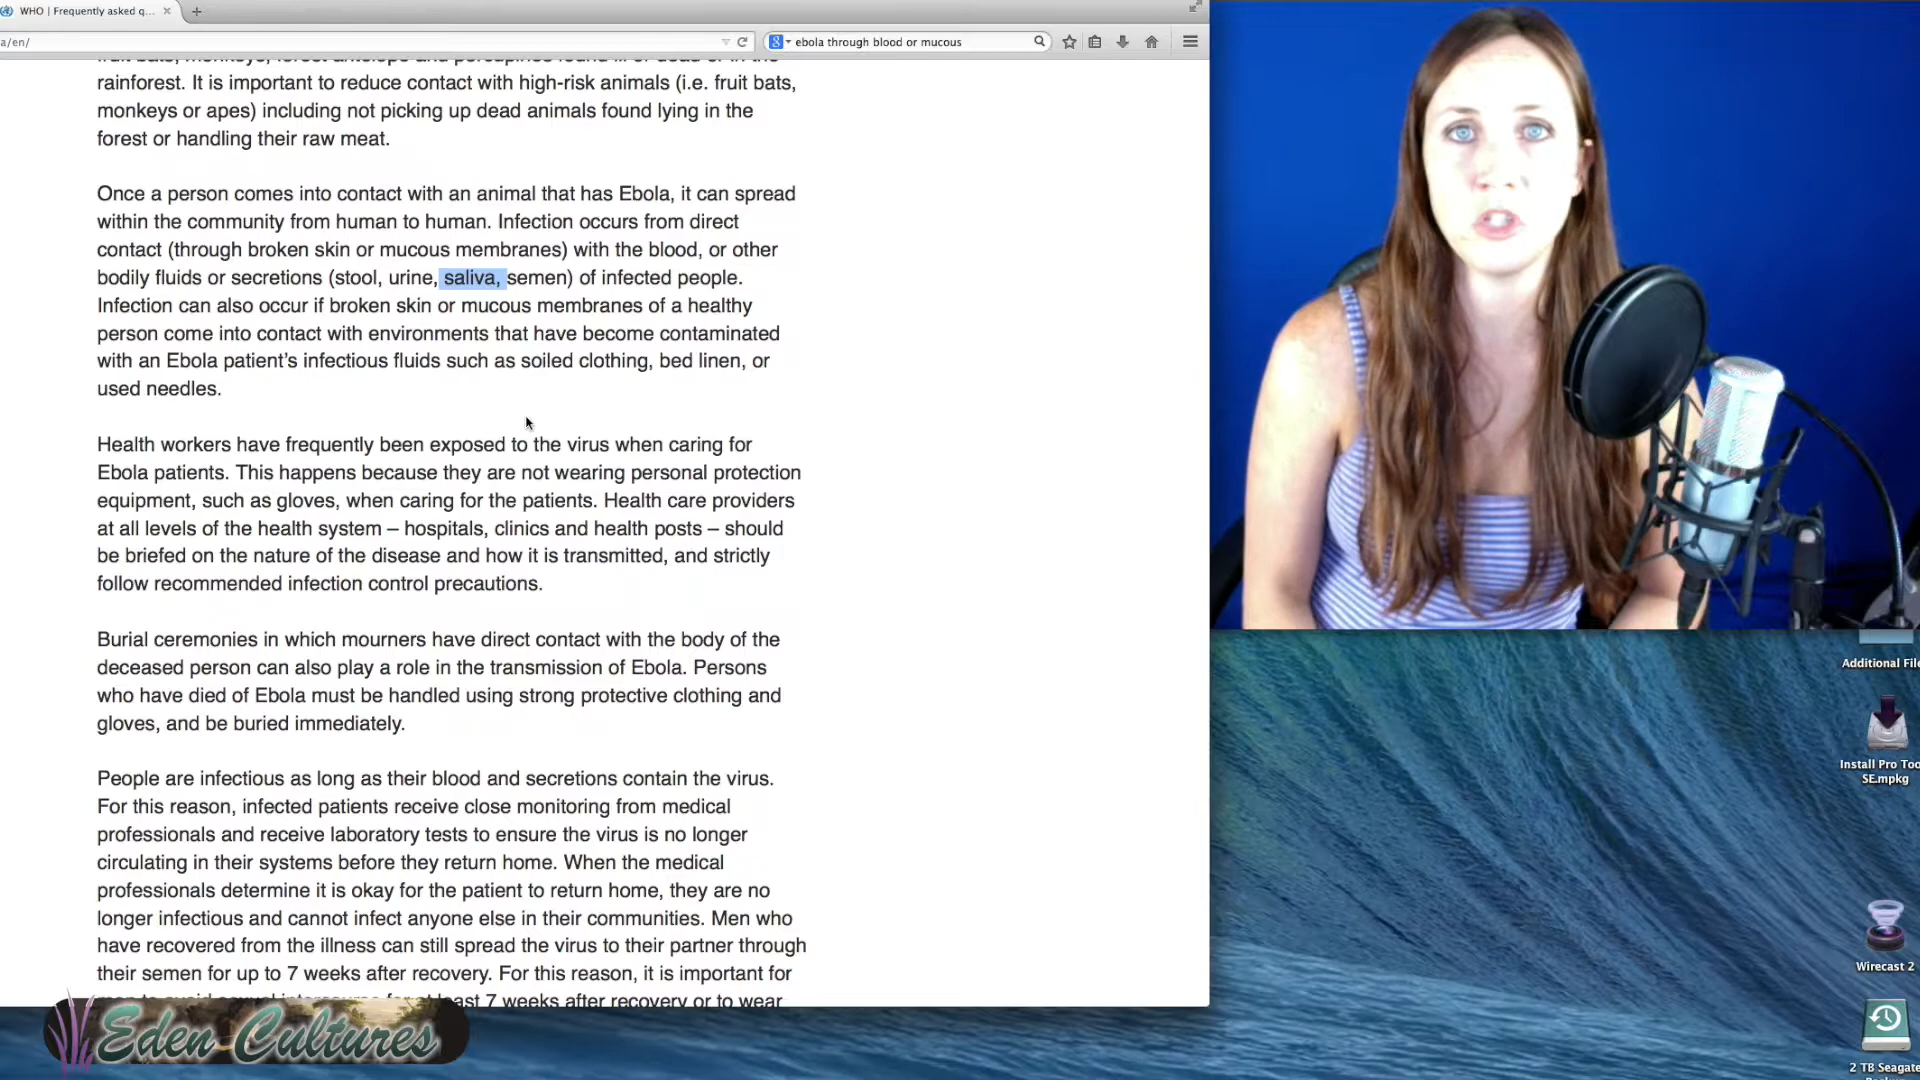 WHO | Frequently asked q...
a/en/
ebola through blood or mucous
rainforest. It is important to reduce contact with high-risk animals (i.e. fruit bats,
monkeys or apes) including not picking up dead animals found lying in the
forest or handling their raw meat.
Once a person comes into contact with an animal that has Ebola, it can spread
within the community from human to human. Infection occurs from direct
contact (through broken skin or mucous membranes) with the blood, or other
bodily fluids or secretions (stool, urine, saliva, semen) of infected people.
Infection can also occur if broken skin or mucous membranes of a healthy
person come into contact with environments that have become contaminated
with an Ebola patient’s infectious fluids such as soiled clothing, bed linen, or
used needles.
Health workers have frequently been exposed to the virus when caring for
Ebola patients. This happens because they are not wearing personal protection
equipment, such as gloves, when caring for the patients. Health care providers
at all levels of the health system – hospitals, clinics and health posts – should
be briefed on the nature of the disease and how it is transmitted, and strictly
follow recommended infection control precautions.
Burial ceremonies in which mourners have direct contact with the body of the
deceased person can also play a role in the transmission of Ebola. Persons
who have died of Ebola must be handled using strong protective clothing and
gloves, and be buried immediately.
People are infectious as long as their blood and secretions contain the virus.
For this reason, infected patients receive close monitoring from medical
professionals and receive laboratory tests to ensure the virus is no longer
circulating in their systems before they return home. When the medical
professionals determine it is okay for the patient to return home, they are no
longer infectious and cannot infect anyone else in their communities. Men who
have recovered from the illness can still spread the virus to their partner through
their semen for up to 7 weeks after recovery. For this reason, it is important for
7 weeks after recovery or to wear
Eden Cultures
Additional File
Install Pro Too
SE.mpkg
Wirecast 2
2 TB Seagate